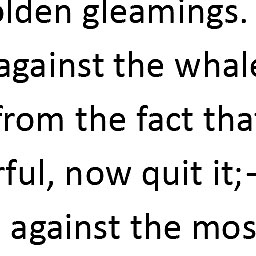 olden gleamings.
against the whale
from the fact that
rful, now quit it;-
against the mos